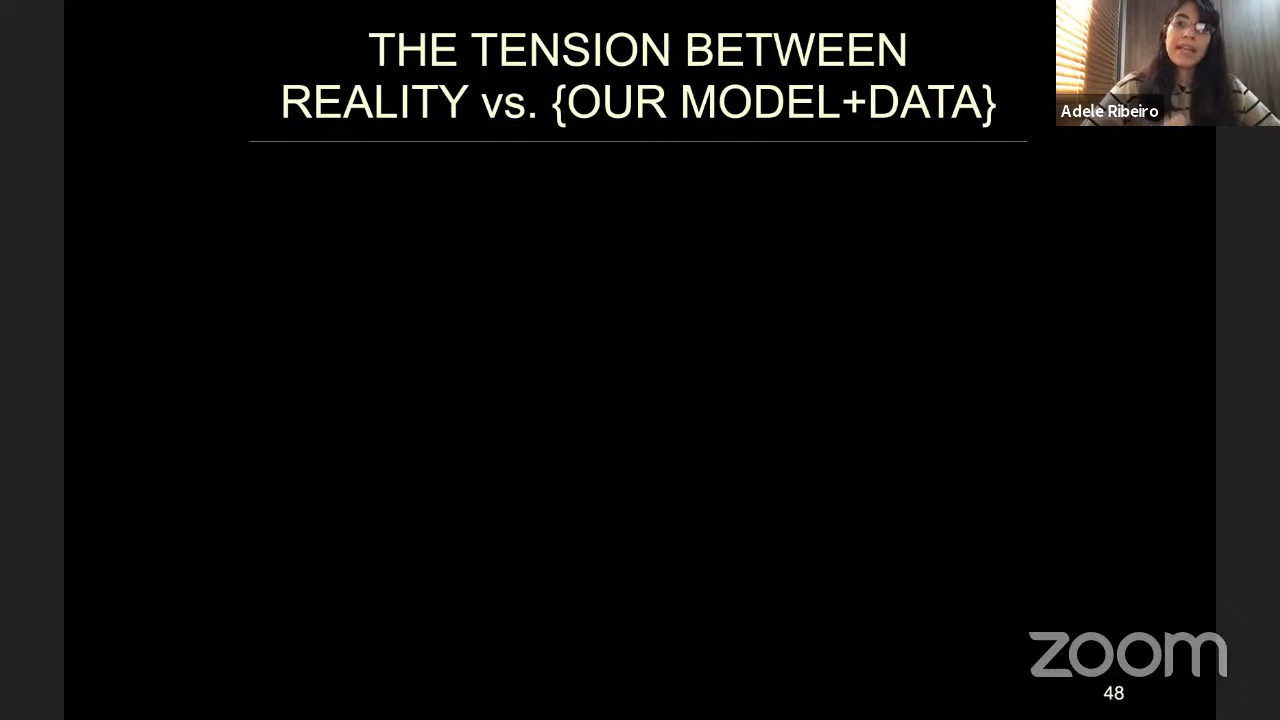 THE TENSION BETWEEN
REALITY vs. {OUR MODEL+DATA}
Adele Ribeiro
zoom
48